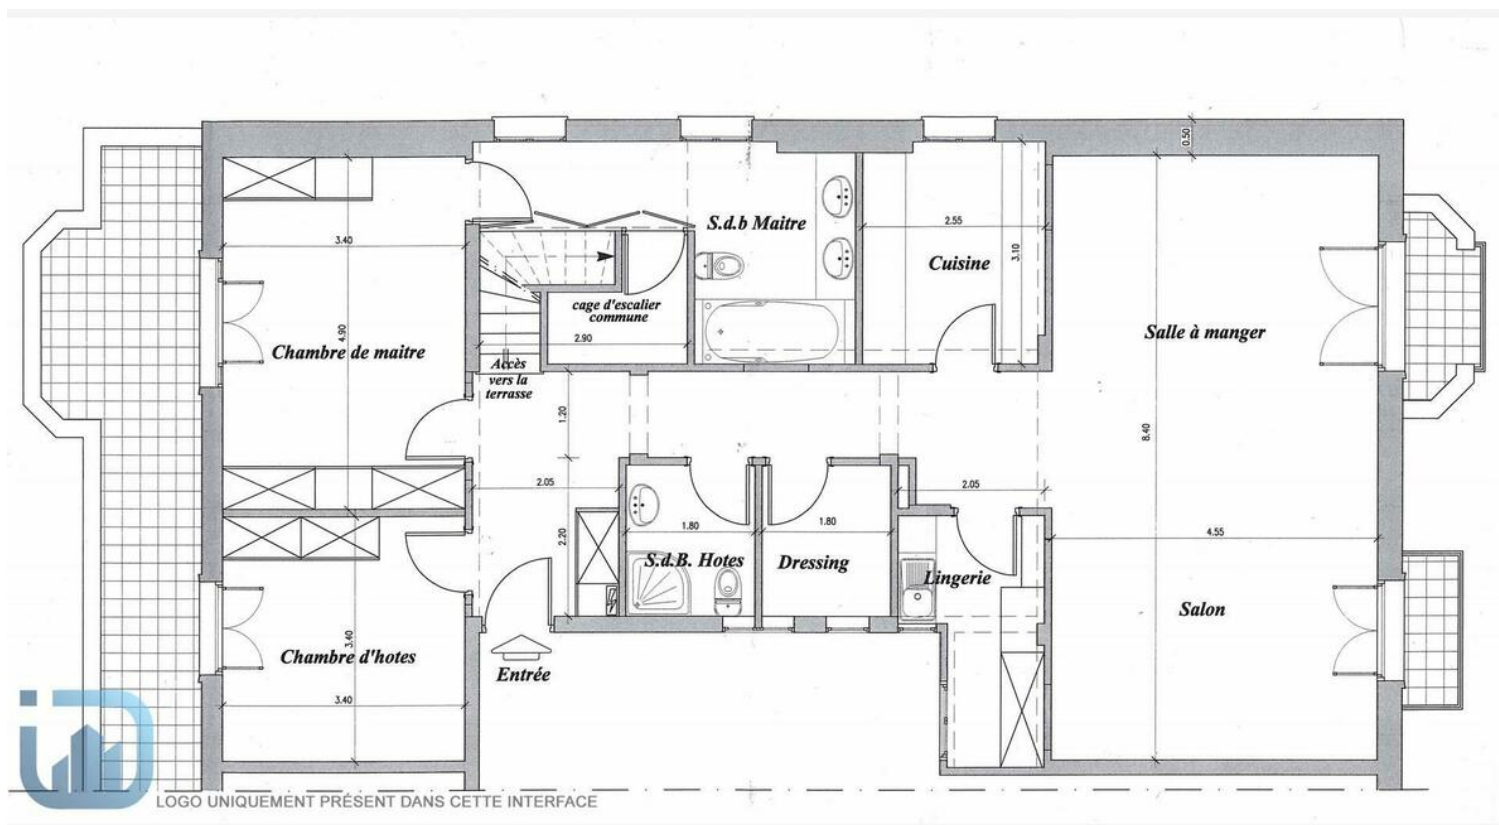 0.50
S.d.b Maitre
2.55
3.40
3.10
Cuisine
cage d'escalier
commune
4.90
Salle à manger
2.90
Chambre de maitre
Accès
vers la
terrasse
1.20
8.40
2.05
2.05
1.80
1.80
2.20
4.55
S.d.B. Hotes
Dressing
Lingerie
Salon
3.40
Chambre d'hotes
Entrée
3.40
iD
LOGO UNIQUEMENT PRÉSENT DANS CETTE INTERFACE